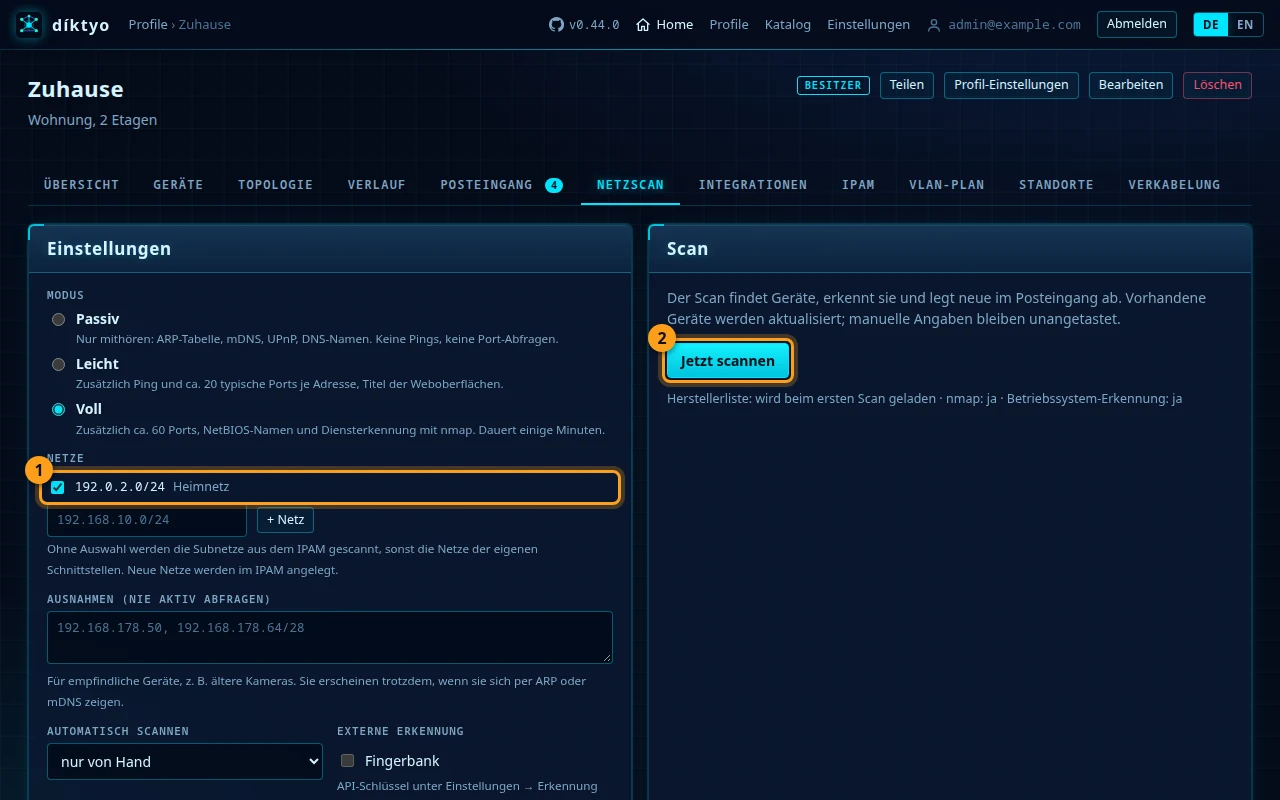 díktyo
Profile › Zuhause
v0.44.0
Home
Profile
Katalog
Einstellungen
admin@example.com
Abmelden
DE
EN
Zuhause
Wohnung, 2 Etagen
BESITZER
Teilen
Profil-Einstellungen
Bearbeiten
Löschen
ÜBERSICHT
GERÄTE
TOPOLOGIE
VERLAUF
POSTEINGANG 4
NETZSCAN
INTEGRATIONEN
IPAM
VLAN-PLAN
STANDORTE
VERKABELUNG
Einstellungen
MODUS
Passiv
Nur mithören: ARP-Tabelle, mDNS, UPnP, DNS-Namen. Keine Pings, keine Port-Abfragen.
Leicht
Zusätzlich Ping und ca. 20 typische Ports je Adresse, Titel der Weboberflächen.
Voll
Zusätzlich ca. 60 Ports, NetBIOS-Namen und Diensterkennung mit nmap. Dauert einige Minuten.
NETZE
1
192.0.2.0/24 Heimnetz
192.168.10.0/24
+ Netz
Ohne Auswahl werden die Subnetze aus dem IPAM gescannt, sonst die Netze der eigenen
Schnittstellen. Neue Netze werden im IPAM angelegt.
AUSNAHMEN (NIE AKTIV ABFRAGEN)
192.168.178.50, 192.168.178.64/28
Für empfindliche Geräte, z. B. ältere Kameras. Sie erscheinen trotzdem, wenn sie sich per ARP oder
mDNS zeigen.
AUTOMATISCH SCANNEN
nur von Hand
EXTERNE ERKENNUNG
Fingerbank
API-Schlüssel unter Einstellungen → Erkennung
Scan
Der Scan findet Geräte, erkennt sie und legt neue im Posteingang ab. Vorhandene
Geräte werden aktualisiert; manuelle Angaben bleiben unangetastet.
2
Jetzt scannen
Herstellerliste: wird beim ersten Scan geladen · nmap: ja · Betriebssystem-Erkennung: ja